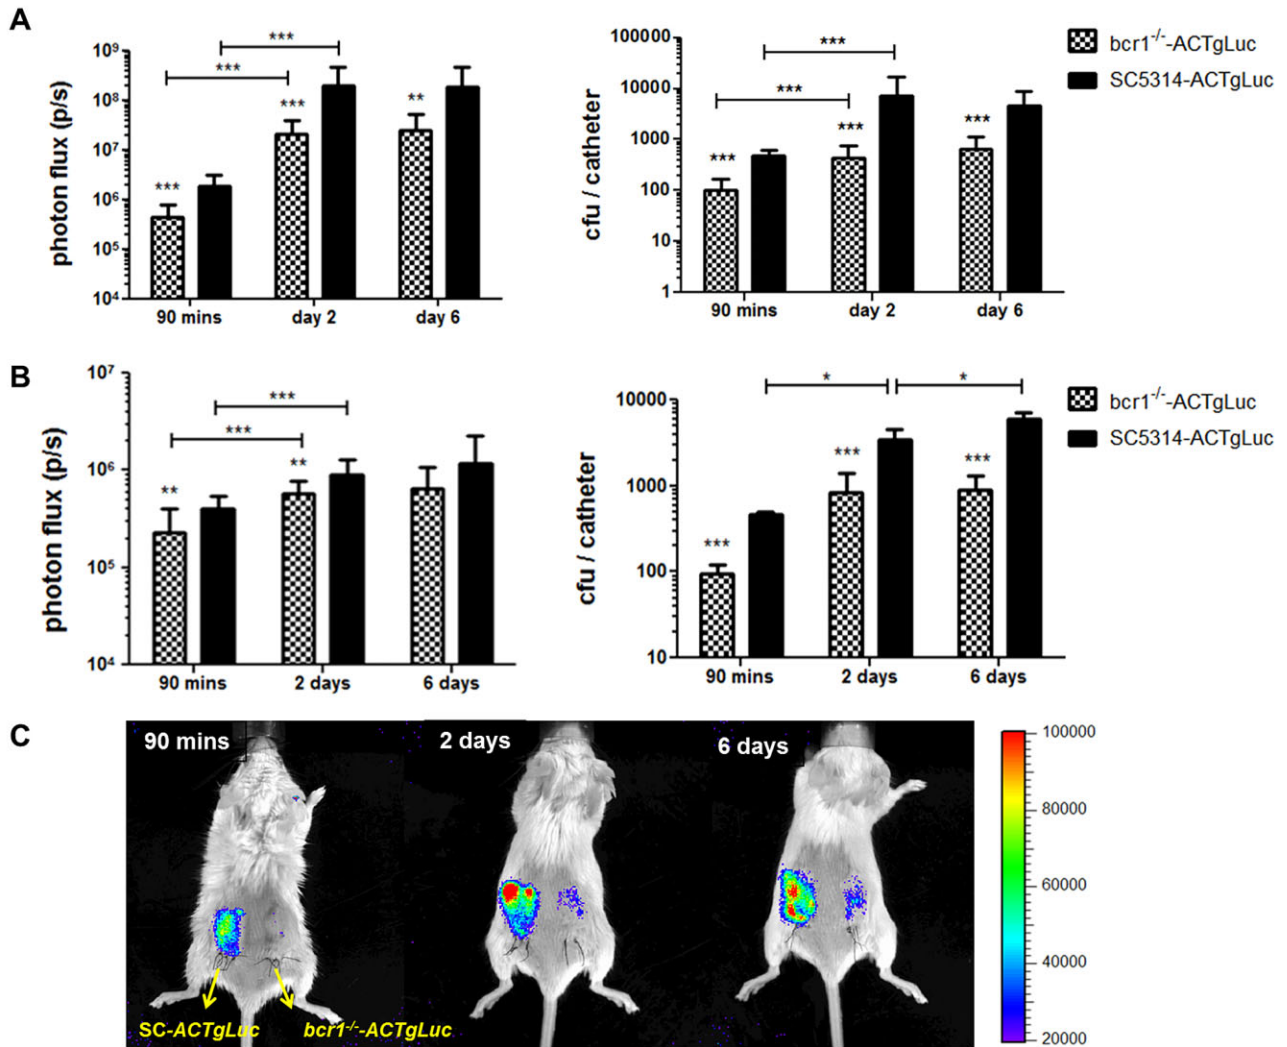 A
photon flux (p/s)
10⁹
10⁸
10⁷
10⁶
10⁵
10⁴
***
***
***
***
**
90 mins day 2 day 6
cfu / catheter
100000
10000
1000
100
10
1
***
***
***
***
***
90 mins day 2 day 6
bcr1⁻/⁻-ACTgLuc
SC5314-ACTgLuc
B
photon flux (p/s)
10⁷
10⁶
10⁵
10⁴
***
***
**
**
90 mins 2 days 6 days
cfu / catheter
10000
1000
100
10
* *
***
***
***
90 mins 2 days 6 days
bcr1⁻/⁻-ACTgLuc
SC5314-ACTgLuc
C
90 mins 2 days 6 days
SC-ACTgLuc bcr1⁻/⁻-ACTgLuc
100000
80000
60000
40000
20000